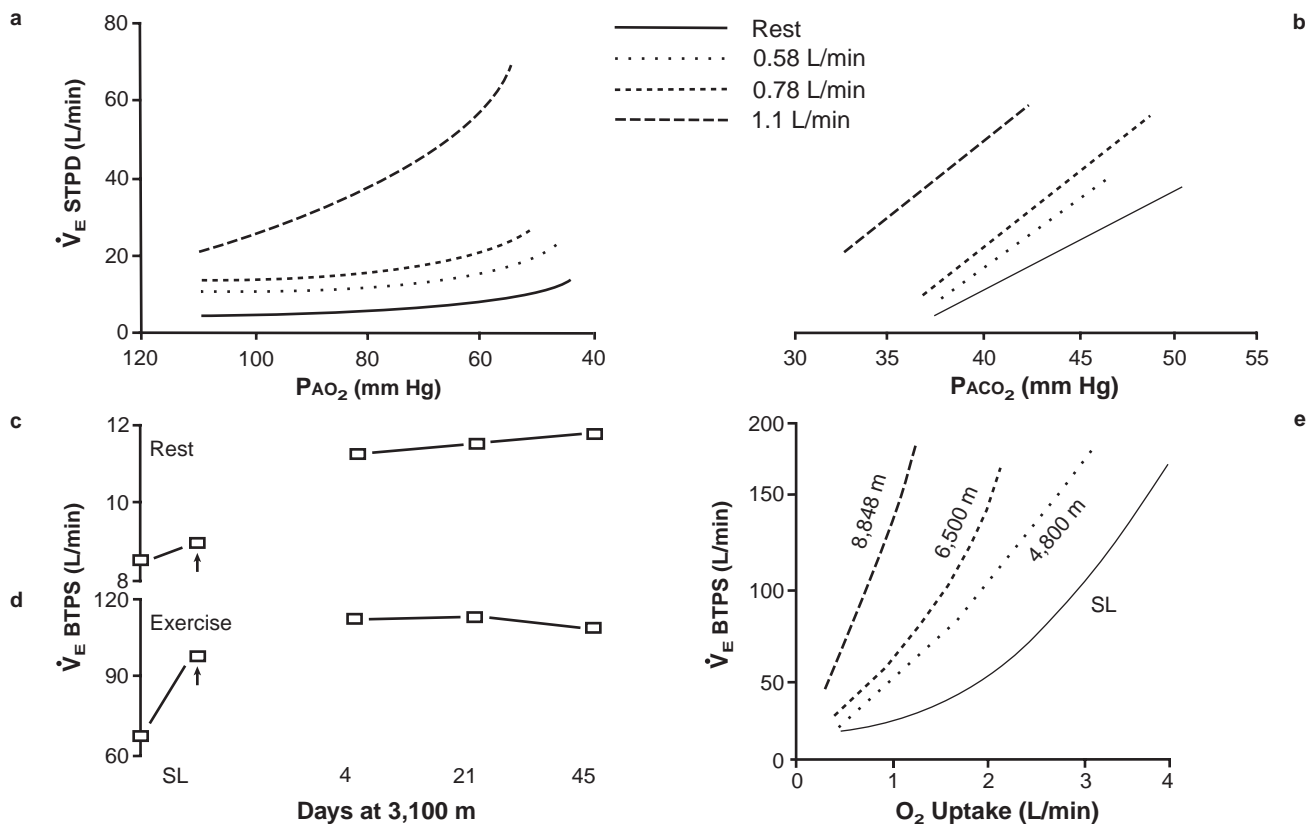 a
b
80
60
40
20
0
V̇E STPD (L/min)
120 100 80 60 40
PAO2 (mm Hg)
Rest
0.58 L/min
0.78 L/min
1.1 L/min
30 35 40 45 50 55
PACO2 (mm Hg)
c
12
10
8
Rest
d
120
90
60
Exercise
V̇E BTPS (L/min)
SL 4 21 45
Days at 3,100 m
e
200
150
100
50
0
V̇E BTPS (L/min)
8,848 m
6,500 m
4,800 m
SL
0 1 2 3 4
O2 Uptake (L/min)